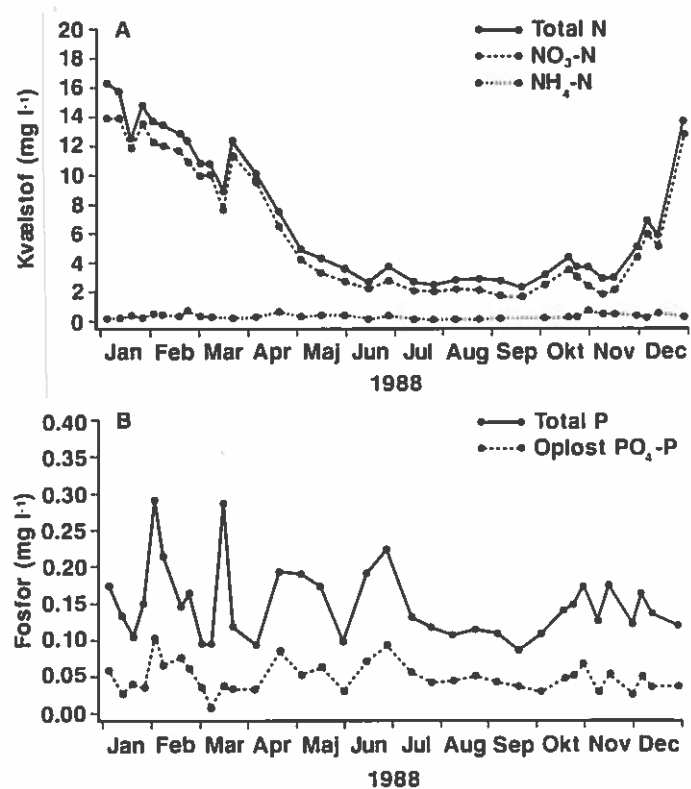 A
Total N
NO₃-N
NH₄-N
Kvælstof (mg l⁻¹)
20
18
16
14
12
10
8
6
4
2
0
Jan Feb Mar Apr Maj Jun Jul Aug Sep Okt Nov Dec
1988
B
Total P
Opløst PO₄-P
Fosfor (mg l⁻¹)
0.40
0.35
0.30
0.25
0.20
0.15
0.10
0.05
0.00
Jan Feb Mar Apr Maj Jun Jul Aug Sep Okt Nov Dec
1988